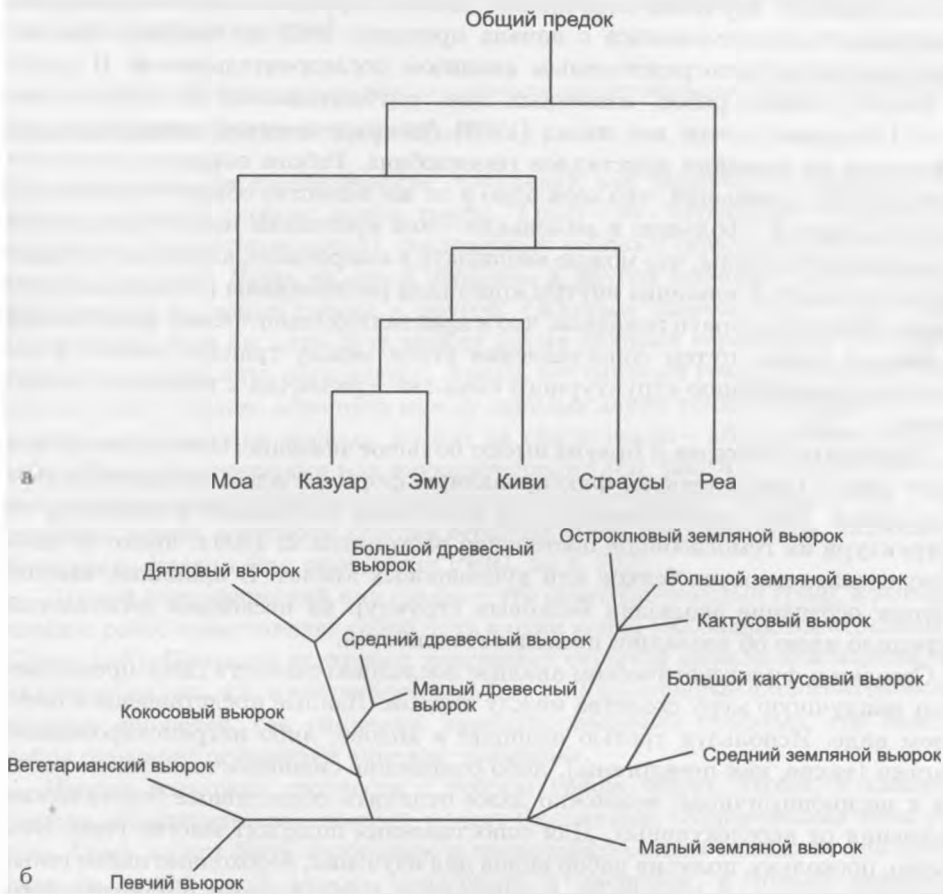 Общий предок
Моа Казуар Эму Киви Страусы Реа
а
Остроклювый земляной вьюрок
Большой древесный
вьюрок
Дятловый вьюрок
Большой земляной вьюрок
Кактусовый вьюрок
Средний древесный вьюрок
Большой кактусовый вьюрок
Малый древесный
вьюрок
вьюрок
Средний земляной вьюрок
Вегетарианский вьюрок
Малый земляной вьюрок
Певчий вьюрок
б